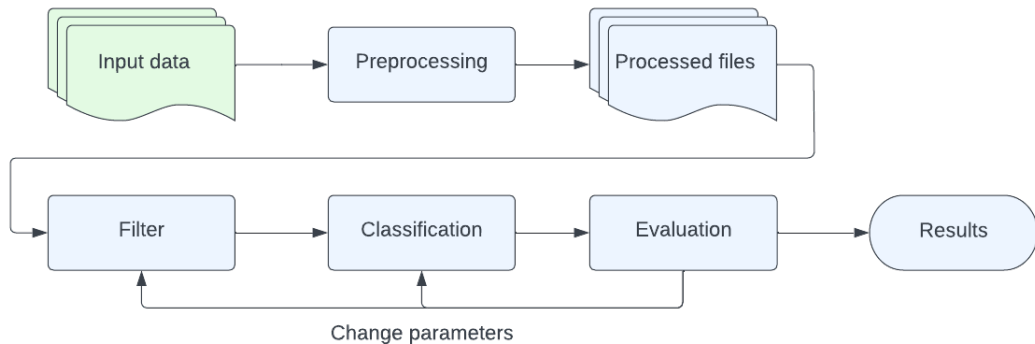 Input data
Preprocessing
Processed files
Filter
Classification
Evaluation
Results
Change parameters